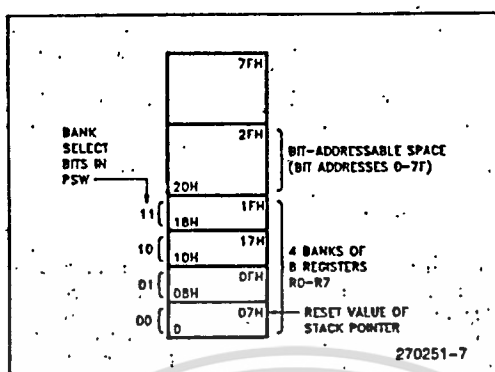 7FH
BANK
SELECT
BITS IN
PSW
2FH
BIT-ADDRESSABLE SPACE
(BIT ADDRESSES 0-7F)
20H
11
1FH
18H
4 BANKS OF
8 REGISTERS
R0-R7
10
17H
10H
01
0FH
08H
00
07H
0
RESET VALUE OF
STACK POINTER
270251-7